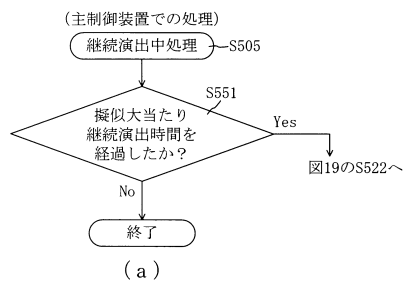 (主制御装置での処理)
継続演出中処理
S505
S551
擬似大当たり
継続演出時間を
経過したか？
Yes
図19のS522へ
No
終了
(a)